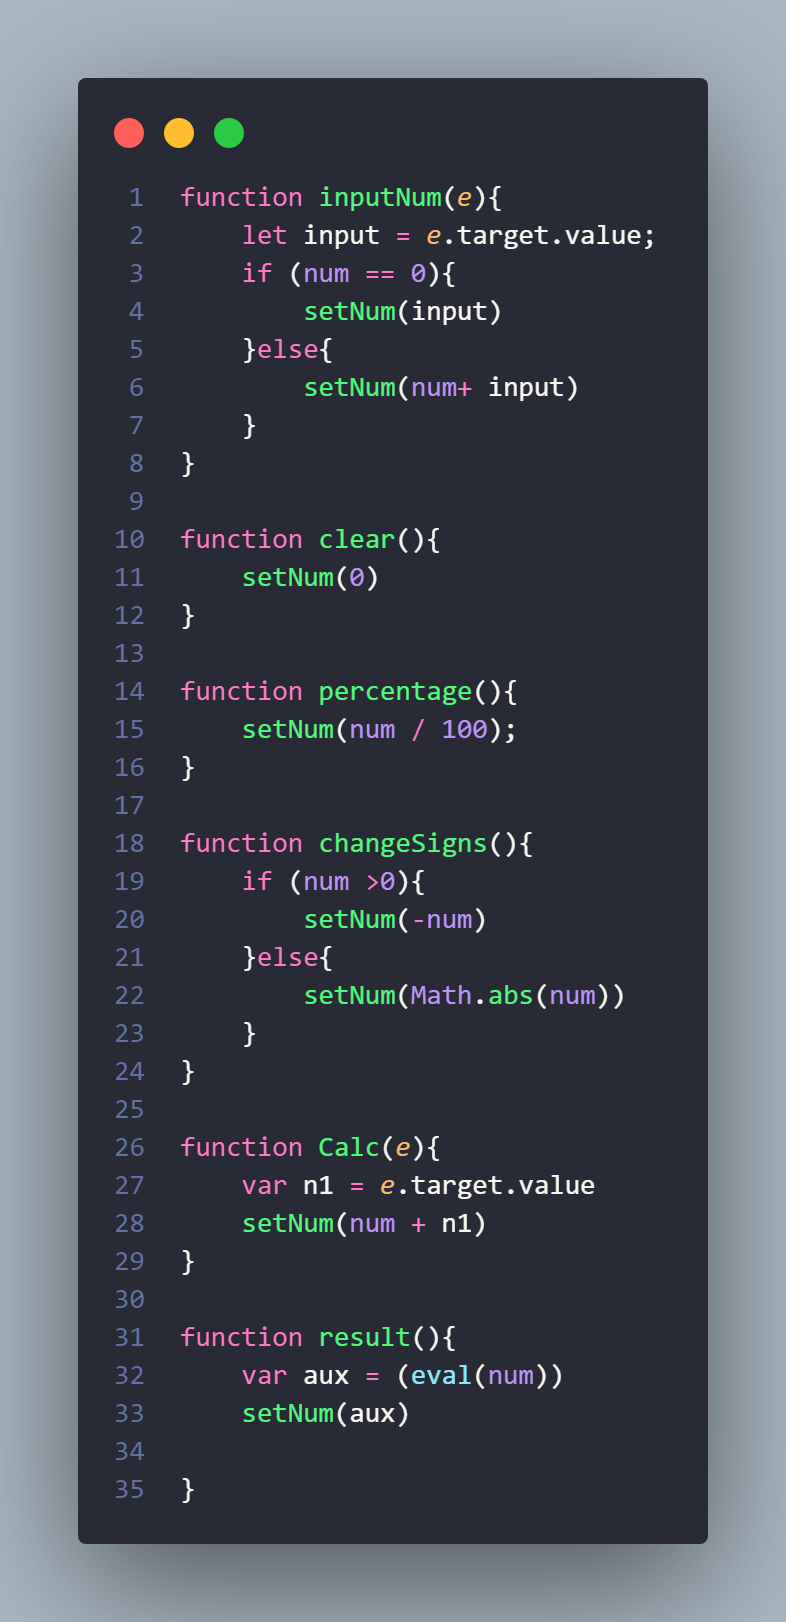 1 function inputNum(e){
2     let input = e.target.value;
3     if (num == 0){
4         setNum(input)
5     }else{
6         setNum(num+ input)
7     }
8 }
9
10 function clear(){
11     setNum(0)
12 }
13
14 function percentage(){
15     setNum(num / 100);
16 }
17
18 function changeSigns(){
19     if (num >0){
20         setNum(-num)
21     }else{
22         setNum(Math.abs(num))
23     }
24 }
25
26 function Calc(e){
27     var n1 = e.target.value
28     setNum(num + n1)
29 }
30
31 function result(){
32     var aux = (eval(num))
33     setNum(aux)
34
35 }